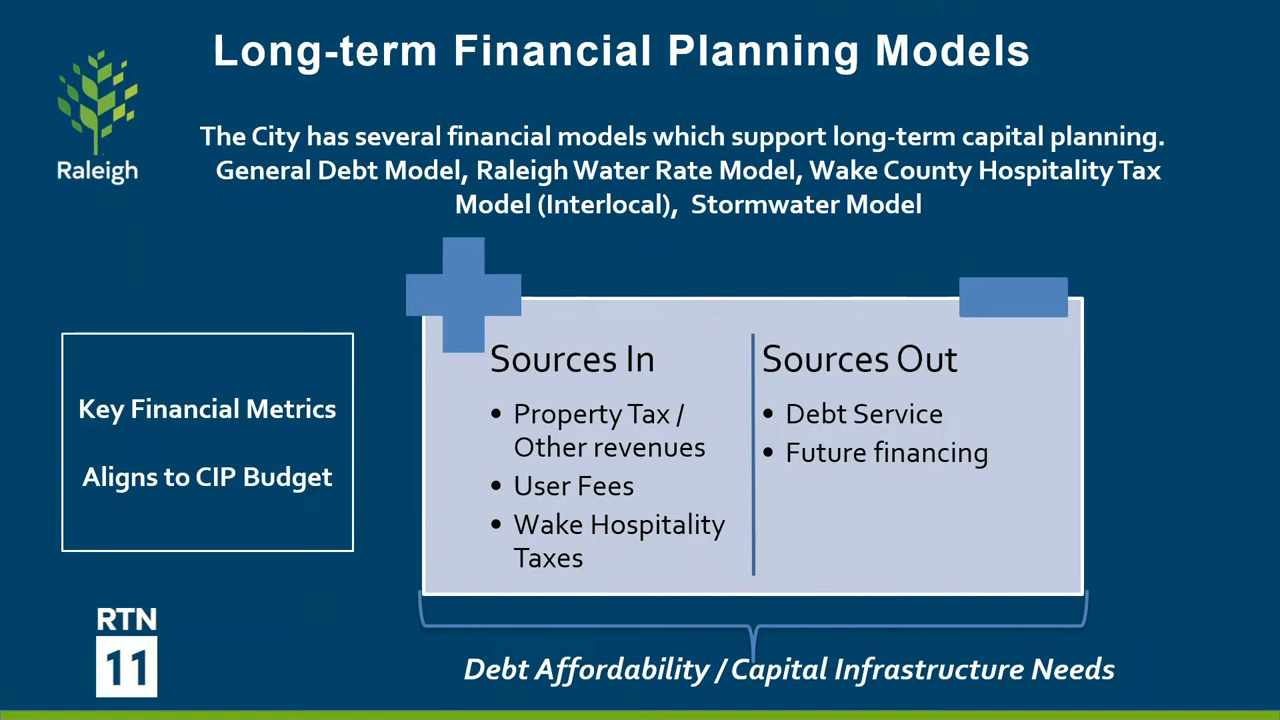 Long-term Financial Planning Models
Raleigh
The City has several financial models which support long-term capital planning.
General Debt Model, Raleigh Water Rate Model, Wake County Hospitality Tax
Model (Interlocal), Stormwater Model
Key Financial Metrics
Aligns to CIP Budget
Sources In
• Property Tax /
Other revenues
• User Fees
• Wake Hospitality
Taxes
Sources Out
• Debt Service
• Future financing
Debt Affordability / Capital Infrastructure Needs
RTN
11